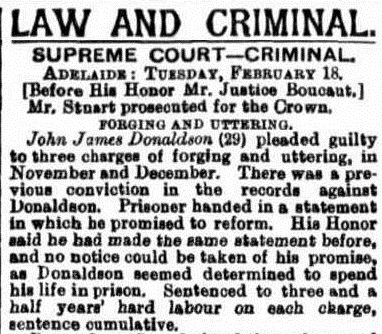 LAW AND CRIMINAL.
SUPREME COURT—CRIMINAL.
ADELAIDE: TUESDAY, FEBRUARY 18.
[Before His Honor Mr. Justice Boucaut.]
Mr. Stuart prosecuted for the Crown.
FORGING AND UTTERING.
John James Donaldson (29) pleaded guilty
to three charges of forging and uttering, in
November and December. There was a pre-
vious conviction in the records against
Donaldson. Prisoner handed in a statement
in which he promised to reform. His Honor
said he had made the same statement before,
and no notice could be taken of his promise,
as Donaldson seemed determined to spend
his life in prison. Sentenced to three and a
half years' hard labour on each charge,
sentence cumulative.